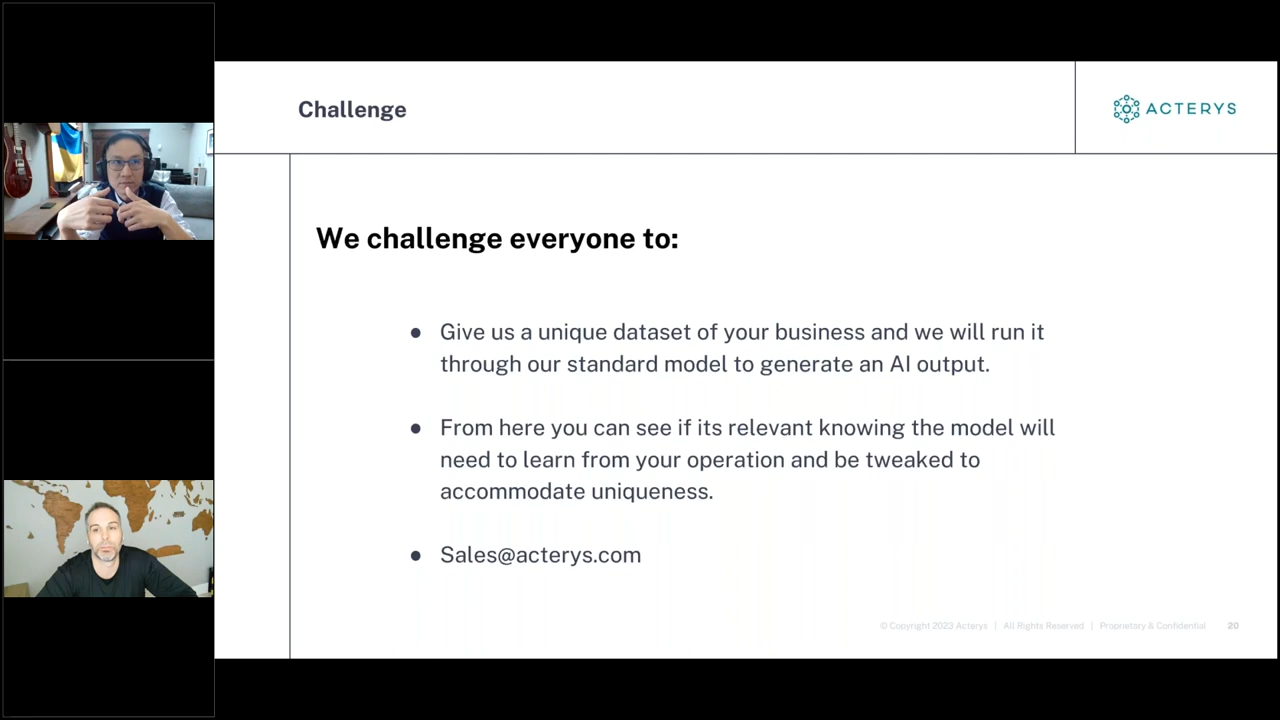 Challenge
ACTERYS
We challenge everyone to:
● Give us a unique dataset of your business and we will run it
through our standard model to generate an AI output.
● From here you can see if its relevant knowing the model will
need to learn from your operation and be tweaked to
accommodate uniqueness.
● Sales@acterys.com
© Copyright 2023 Acterys | All Rights Reserved | Proprietary & Confidential 20